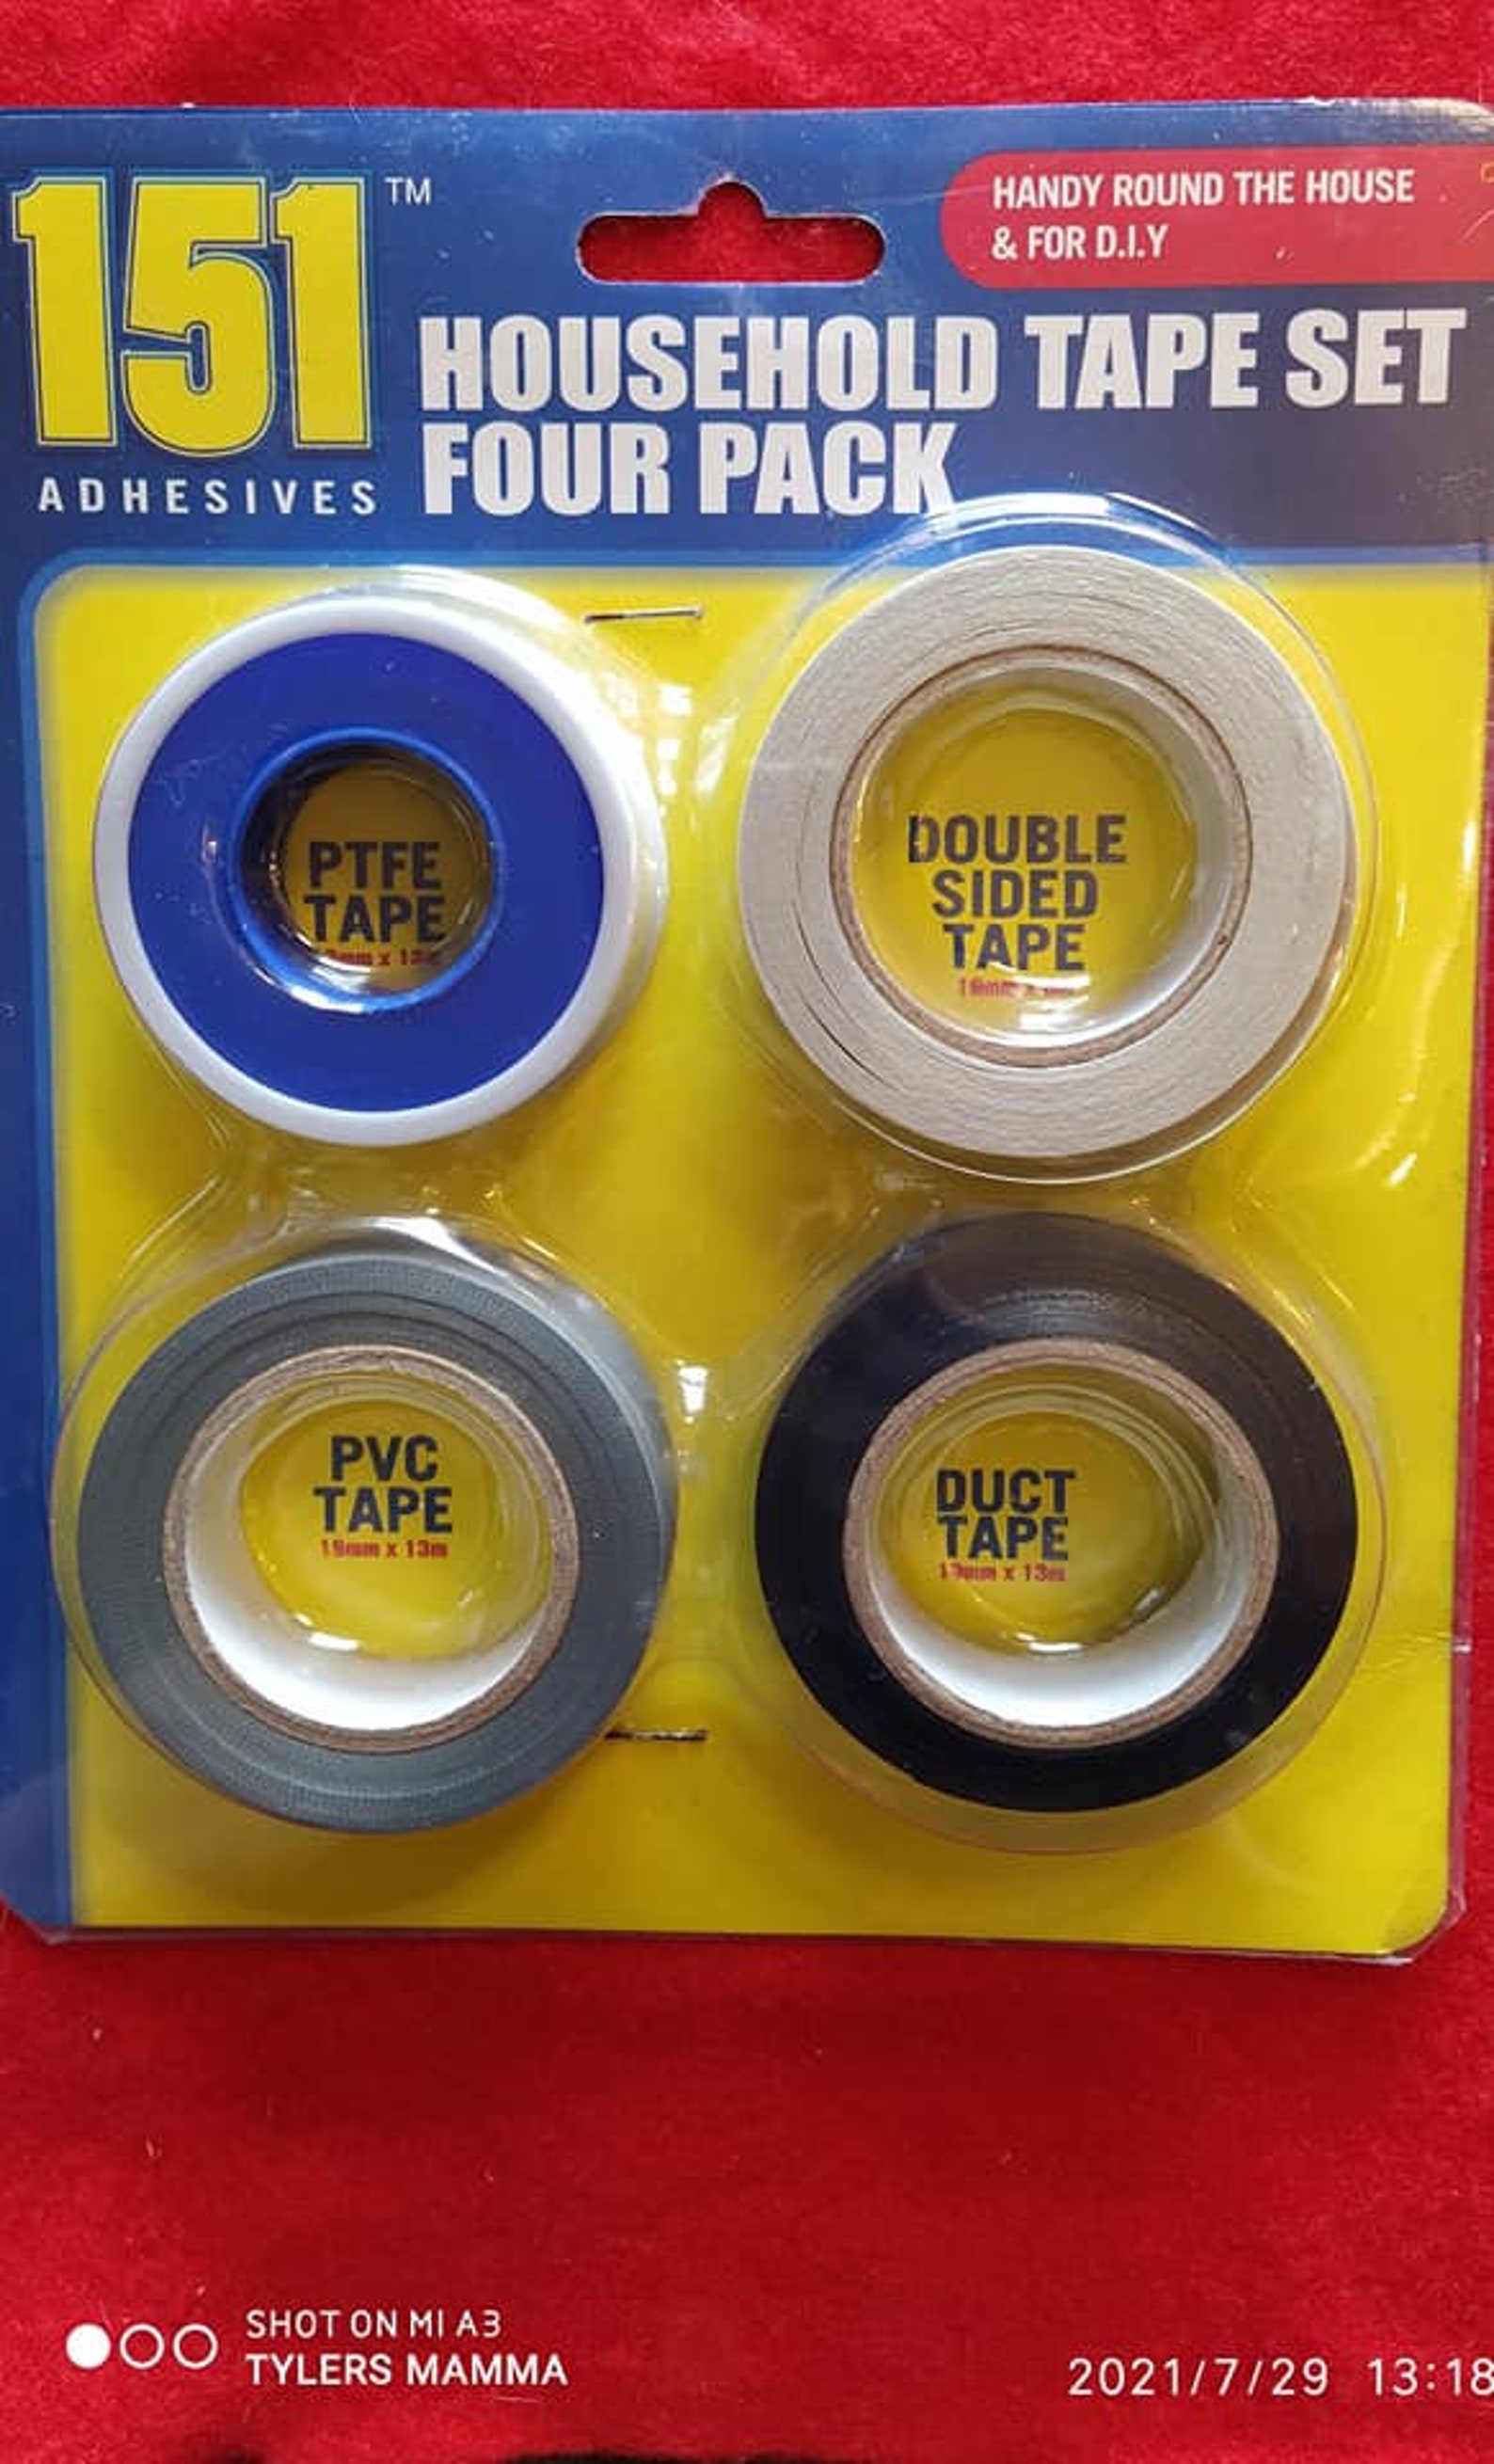 151 ™
ADHESIVES
HANDY ROUND THE HOUSE
& FOR D.I.Y
HOUSEHOLD TAPE SET
FOUR PACK
PTFE
TAPE
DOUBLE
SIDED
TAPE
PVC
TAPE
19mm x 13m
DUCT
TAPE
x 13m
SHOT ON MI A3
TYLERS MAMMA
2021/7/29 13:18